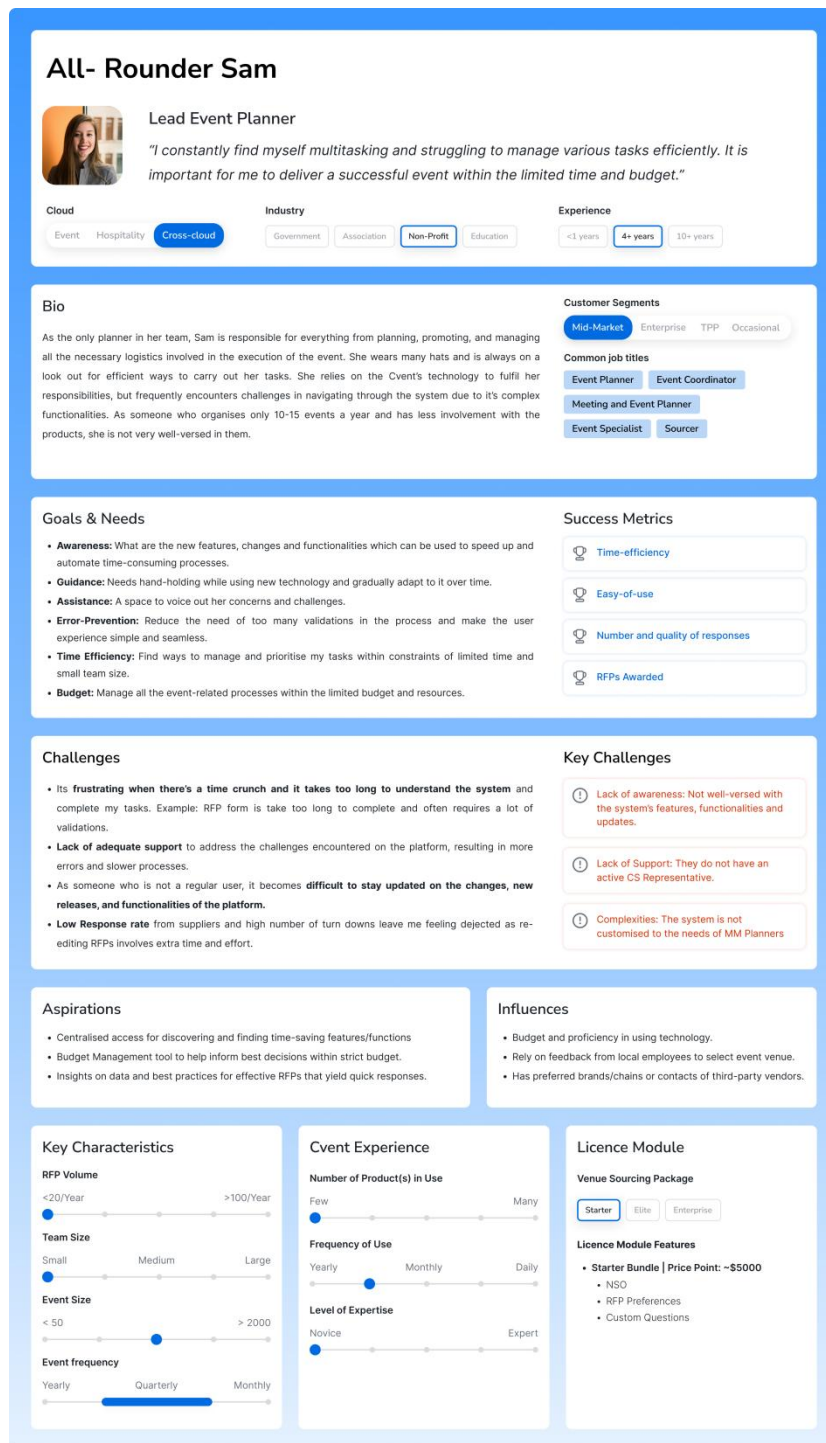 All- Rounder Sam
Lead Event Planner
“I constantly find myself multitasking and struggling to manage various tasks efficiently. It is
important for me to deliver a successful event within the limited time and budget.”
Cloud
Event Hospitality Cross-cloud
Industry
Government Association Non-Profit Education
Experience
<1 years 4+ years 10+ years
Bio
As the only planner in her team, Sam is responsible for everything from planning, promoting, and managing
all the necessary logistics involved in the execution of the event. She wears many hats and is always on a
look out for efficient ways to carry out her tasks. She relies on the Cvent’s technology to fulfil her
responsibilities, but frequently encounters challenges in navigating through the system due to it’s complex
functionalities. As someone who organises only 10-15 events a year and has less involvement with the
products, she is not very well-versed in them.
Customer Segments
Mid-Market Enterprise TPP Occasional
Common job titles
Event Planner Event Coordinator
Meeting and Event Planner
Event Specialist Sourcer
Goals & Needs
• Awareness: What are the new features, changes and functionalities which can be used to speed up and
automate time-consuming processes.
• Guidance: Needs hand-holding while using new technology and gradually adapt to it over time.
• Assistance: A space to voice out her concerns and challenges.
• Error-Prevention: Reduce the need of too many validations in the process and make the user
experience simple and seamless.
• Time Efficiency: Find ways to manage and prioritise my tasks within constraints of limited time and
small team size.
• Budget: Manage all the event-related processes within the limited budget and resources.
Success Metrics
Time-efficiency
Easy-of-use
Number and quality of responses
RFPs Awarded
Challenges
• Its frustrating when there’s a time crunch and it takes too long to understand the system and
complete my tasks. Example: RFP form is take too long to complete and often requires a lot of
validations.
• Lack of adequate support to address the challenges encountered on the platform, resulting in more
errors and slower processes.
• As someone who is not a regular user, it becomes difficult to stay updated on the changes, new
releases, and functionalities of the platform.
• Low Response rate from suppliers and high number of turn downs leave me feeling dejected as re-
editing RFPs involves extra time and effort.
Key Challenges
Lack of awareness: Not well-versed with
the system’s features, functionalities and
updates.
Lack of Support: They do not have an
active CS Representative.
Complexities: The system is not
customised to the needs of MM Planners
Aspirations
• Centralised access for discovering and finding time-saving features/functions
• Budget Management tool to help inform best decisions within strict budget.
• Insights on data and best practices for effective RFPs that yield quick responses.
Influences
• Budget and proficiency in using technology.
• Rely on feedback from local employees to select event venue.
• Has preferred brands/chains or contacts of third-party vendors.
Key Characteristics
RFP Volume
<20/Year >100/Year
Team Size
Small Medium Large
Event Size
< 50 > 2000
Event frequency
Yearly Quarterly Monthly
Cvent Experience
Number of Product(s) in Use
Few Many
Frequency of Use
Yearly Monthly Daily
Level of Expertise
Novice Expert
Licence Module
Venue Sourcing Package
Starter Elite Enterprise
Licence Module Features
• Starter Bundle | Price Point: ~$5000
• NSO
• RFP Preferences
• Custom Questions